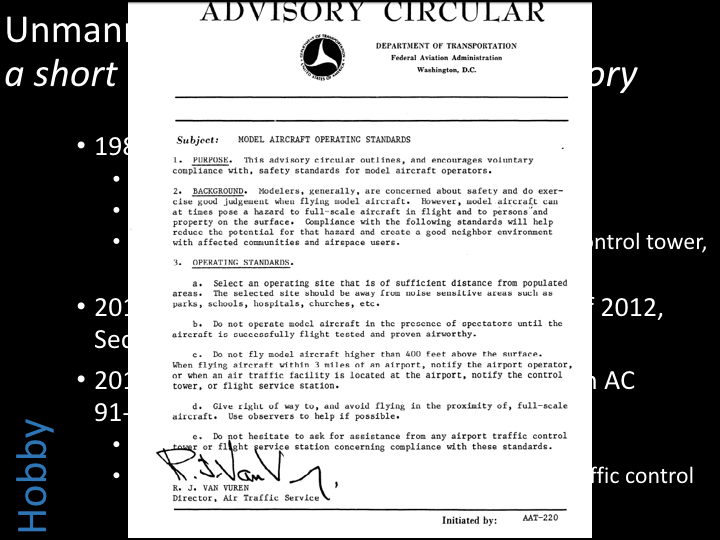 Unmann
a short
ory
• 198
ontrol tower,
• 201
f 2012,
Sec
• 201
n AC
91-
ffic control
Hobby
ADVISORY CIRCULAR
DEPARTMENT OF TRANSPORTATION
Federal Aviation Administration
Washington, D.C.
Subject: MODEL AIRCRAFT OPERATING STANDARDS
1. PURPOSE. This advisory circular outlines, and encourages voluntary
compliance with, safety standards for model aircraft operators.
2. BACKGROUND. Modelers, generally, are concerned about safety and do exer-
cise good judgement when flying model aircraft. However, model aircraft can
at times pose a hazard to full-scale aircraft in flight and to persons and
property on the surface. Compliance with the following standards will help
reduce the potential for that hazard and create a good neighbor environment
with affected communities and airspace users.
3. OPERATING STANDARDS.
a. Select an operating site that is of sufficient distance from populated
areas. The selected site should be away from noise sensitive areas such as
parks, schools, hospitals, churches, etc.
b. Do not operate model aircraft in the presence of spectators until the
aircraft is successfully flight tested and proven airworthy.
c. Do not fly model aircraft higher than 400 feet above the surface.
When flying aircraft within 3 miles of an airport, notify the airport operator,
or when an air traffic facility is located at the airport, notify the control
tower, or flight service station.
d. Give right of way to, and avoid flying in the proximity of, full-scale
aircraft. Use observers to help if possible.
e. Do not hesitate to ask for assistance from any airport traffic control
tower or flight service station concerning compliance with these standards.
R. J. Van V
R. J. VAN VUREN
Director, Air Traffic Service
Initiated by: AAT-220